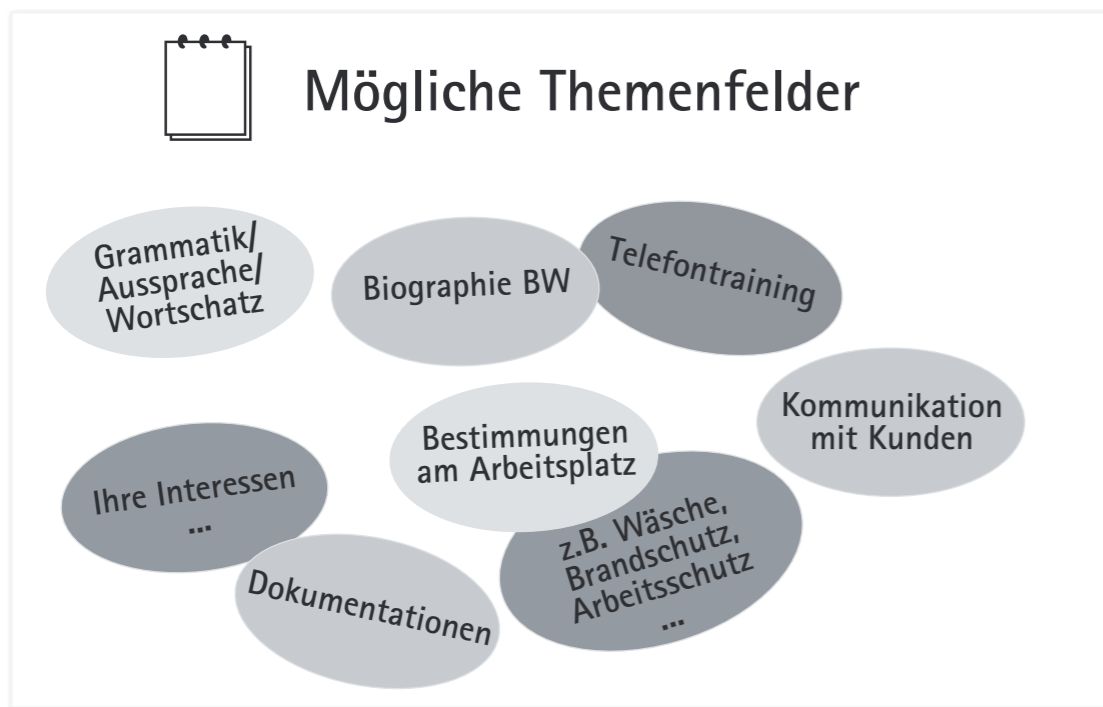 Mögliche Themenfelder
Grammatik/
Aussprache/
Wortschatz
Biographie BW
Telefontraining
Kommunikation
mit Kunden
Bestimmungen
am Arbeitsplatz
Ihre Interessen
...
z.B. Wäsche,
Brandschutz,
Arbeitsschutz
...
Dokumentationen